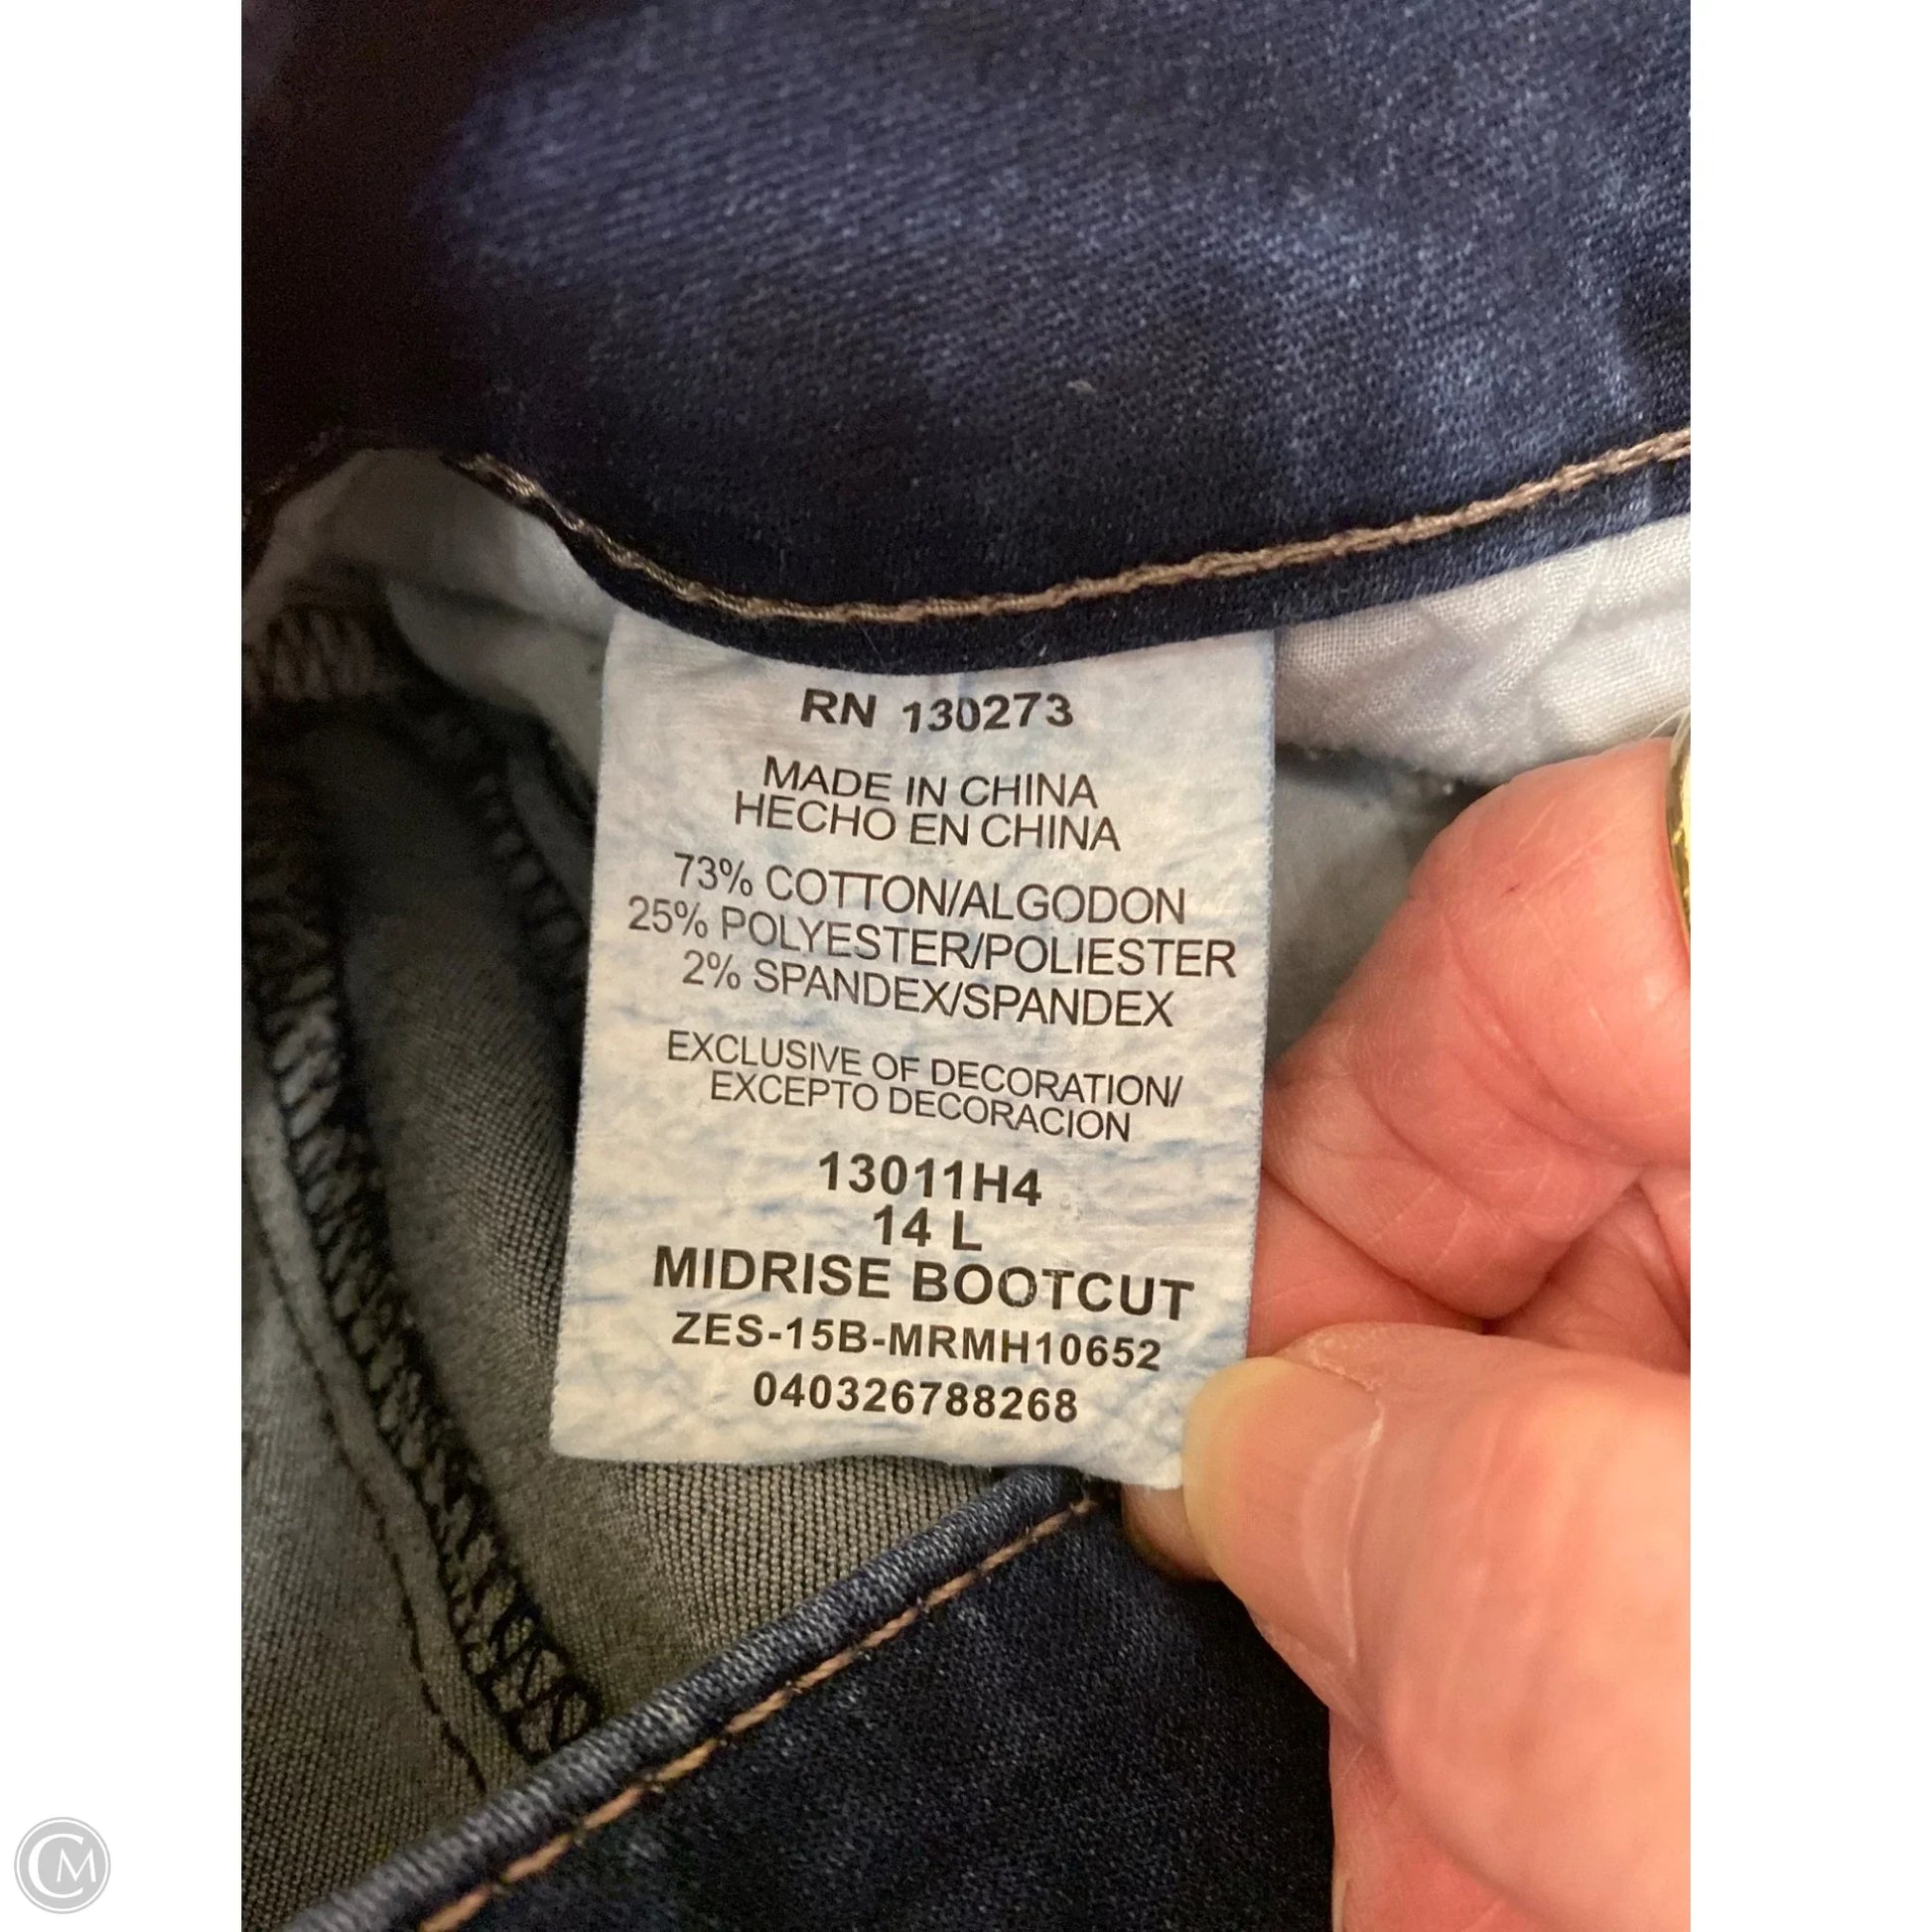 RN 130273
MADE IN CHINA
HECHO EN CHINA
73% COTTON/ALGODON
25% POLYESTER/POLIESTER
2% SPANDEX/SPANDEX
EXCLUSIVE OF DECORATION/
EXCEPTO DECORACION
13011H4
14 L
MIDRISE BOOTCUT
ZES-15B-MRMH10652
040326788268
CM